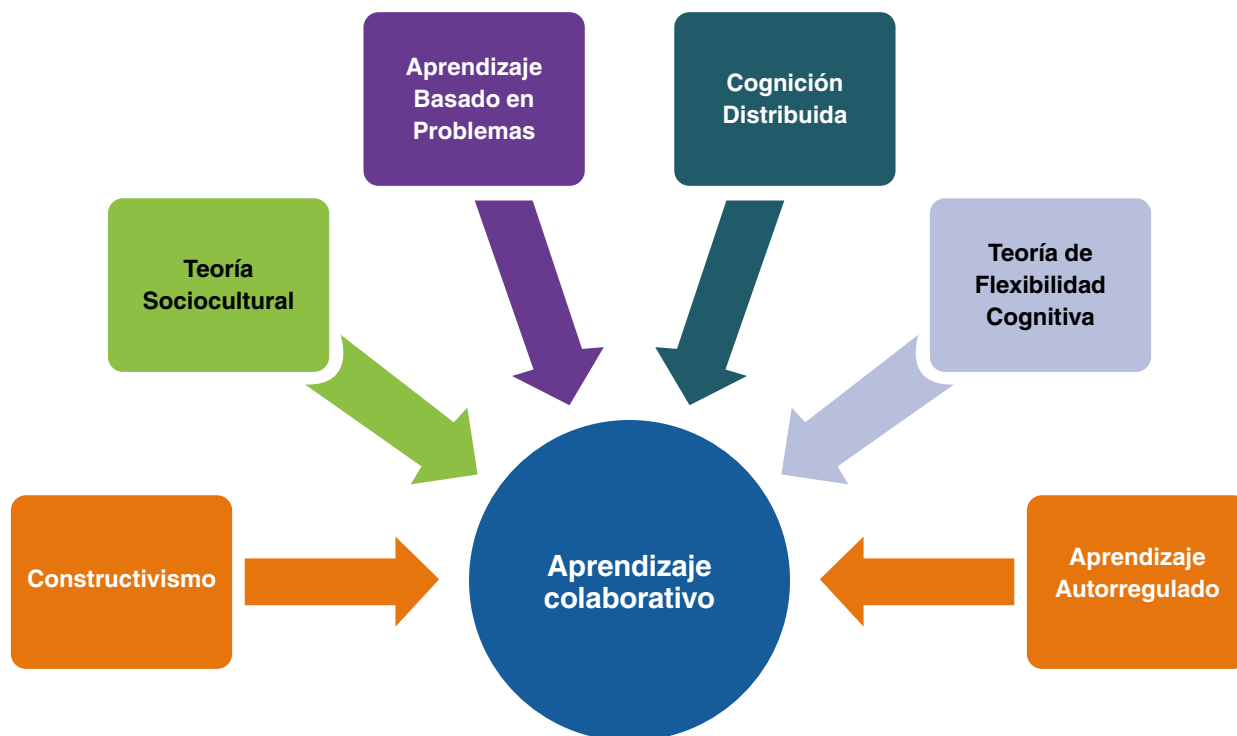 Aprendizaje
Basado en
Problemas
Cognición
Distribuida
Teoría
Sociocultural
Teoría de
Flexibilidad
Cognitiva
Constructivismo
Aprendizaje
colaborativo
Aprendizaje
Autorregulado